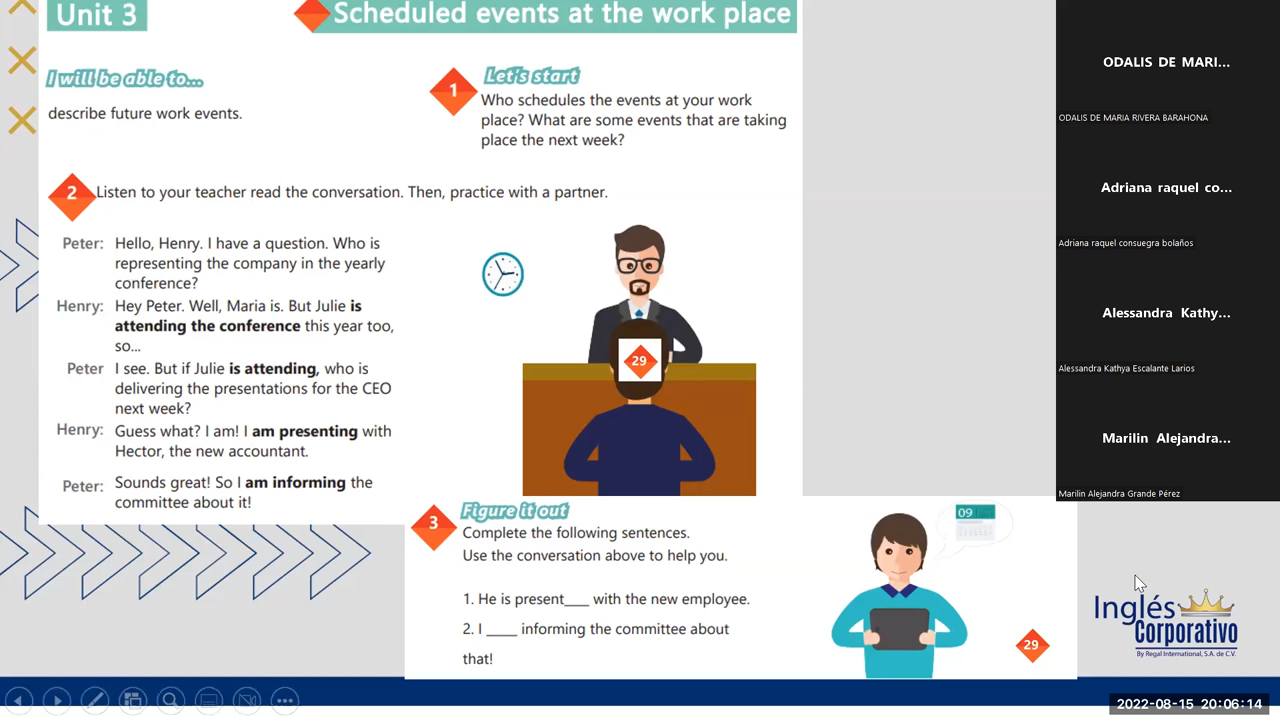 Unit 3
Scheduled events at the work place
I will be able to...
describe future work events.
1
Let's start
Who schedules the events at your work
place? What are some events that are taking
place the next week?
2
Listen to your teacher read the conversation. Then, practice with a partner.
Peter: Hello, Henry. I have a question. Who is
representing the company in the yearly
conference?
Henry: Hey Peter. Well, Maria is. But Julie is
attending the conference this year too,
so...
Peter I see. But if Julie is attending, who is
delivering the presentations for the CEO
next week?
Henry: Guess what? I am! I am presenting with
Hector, the new accountant.
Peter: Sounds great! So I am informing the
committee about it!
29
3
Figure it out
Complete the following sentences.
Use the conversation above to help you.
1. He is present___ with the new employee.
2. I ____ informing the committee about
that!
09
29
ODALIS DE MARI...
ODALIS DE MARIA RIVERA BARAHONA
Adriana raquel co...
Adriana raquel consuegra bolaños
Alessandra Kathy...
Alessandra Kathya Escalante Larios
Marilin Alejandra...
Marilin Alejandra Grande Pérez
Inglés
Corporativo
By Regal International, S.A. de C.V.
2022-08-15 20:06:14